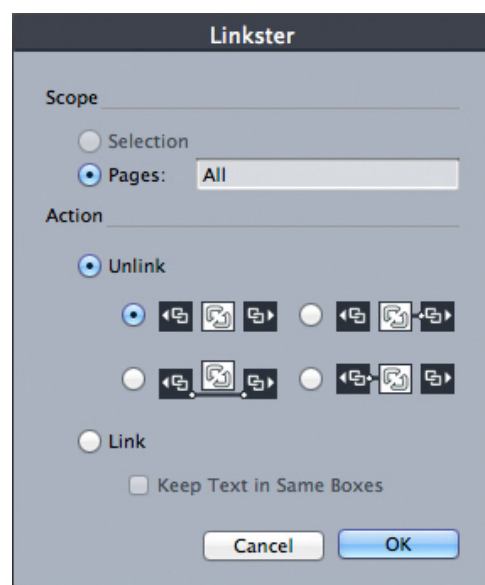 Linkster
Scope
Selection
Pages: All
Action
Unlink
Link
Keep Text in Same Boxes
Cancel OK